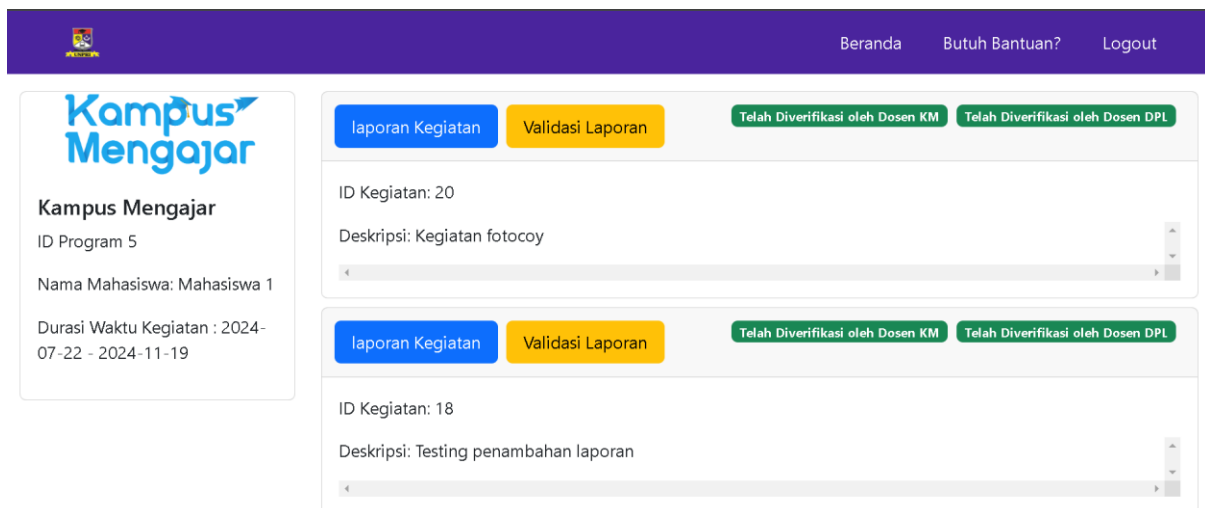 Beranda Butuh Bantuan? Logout
Kampus
Mengajar
Kampus Mengajar
ID Program 5
Nama Mahasiswa: Mahasiswa 1
Durasi Waktu Kegiatan : 2024-
07-22 - 2024-11-19
laporan Kegiatan Validasi Laporan Telah Diverifikasi oleh Dosen KM Telah Diverifikasi oleh Dosen DPL
ID Kegiatan: 20
Deskripsi: Kegiatan fotocoy
laporan Kegiatan Validasi Laporan Telah Diverifikasi oleh Dosen KM Telah Diverifikasi oleh Dosen DPL
ID Kegiatan: 18
Deskripsi: Testing penambahan laporan